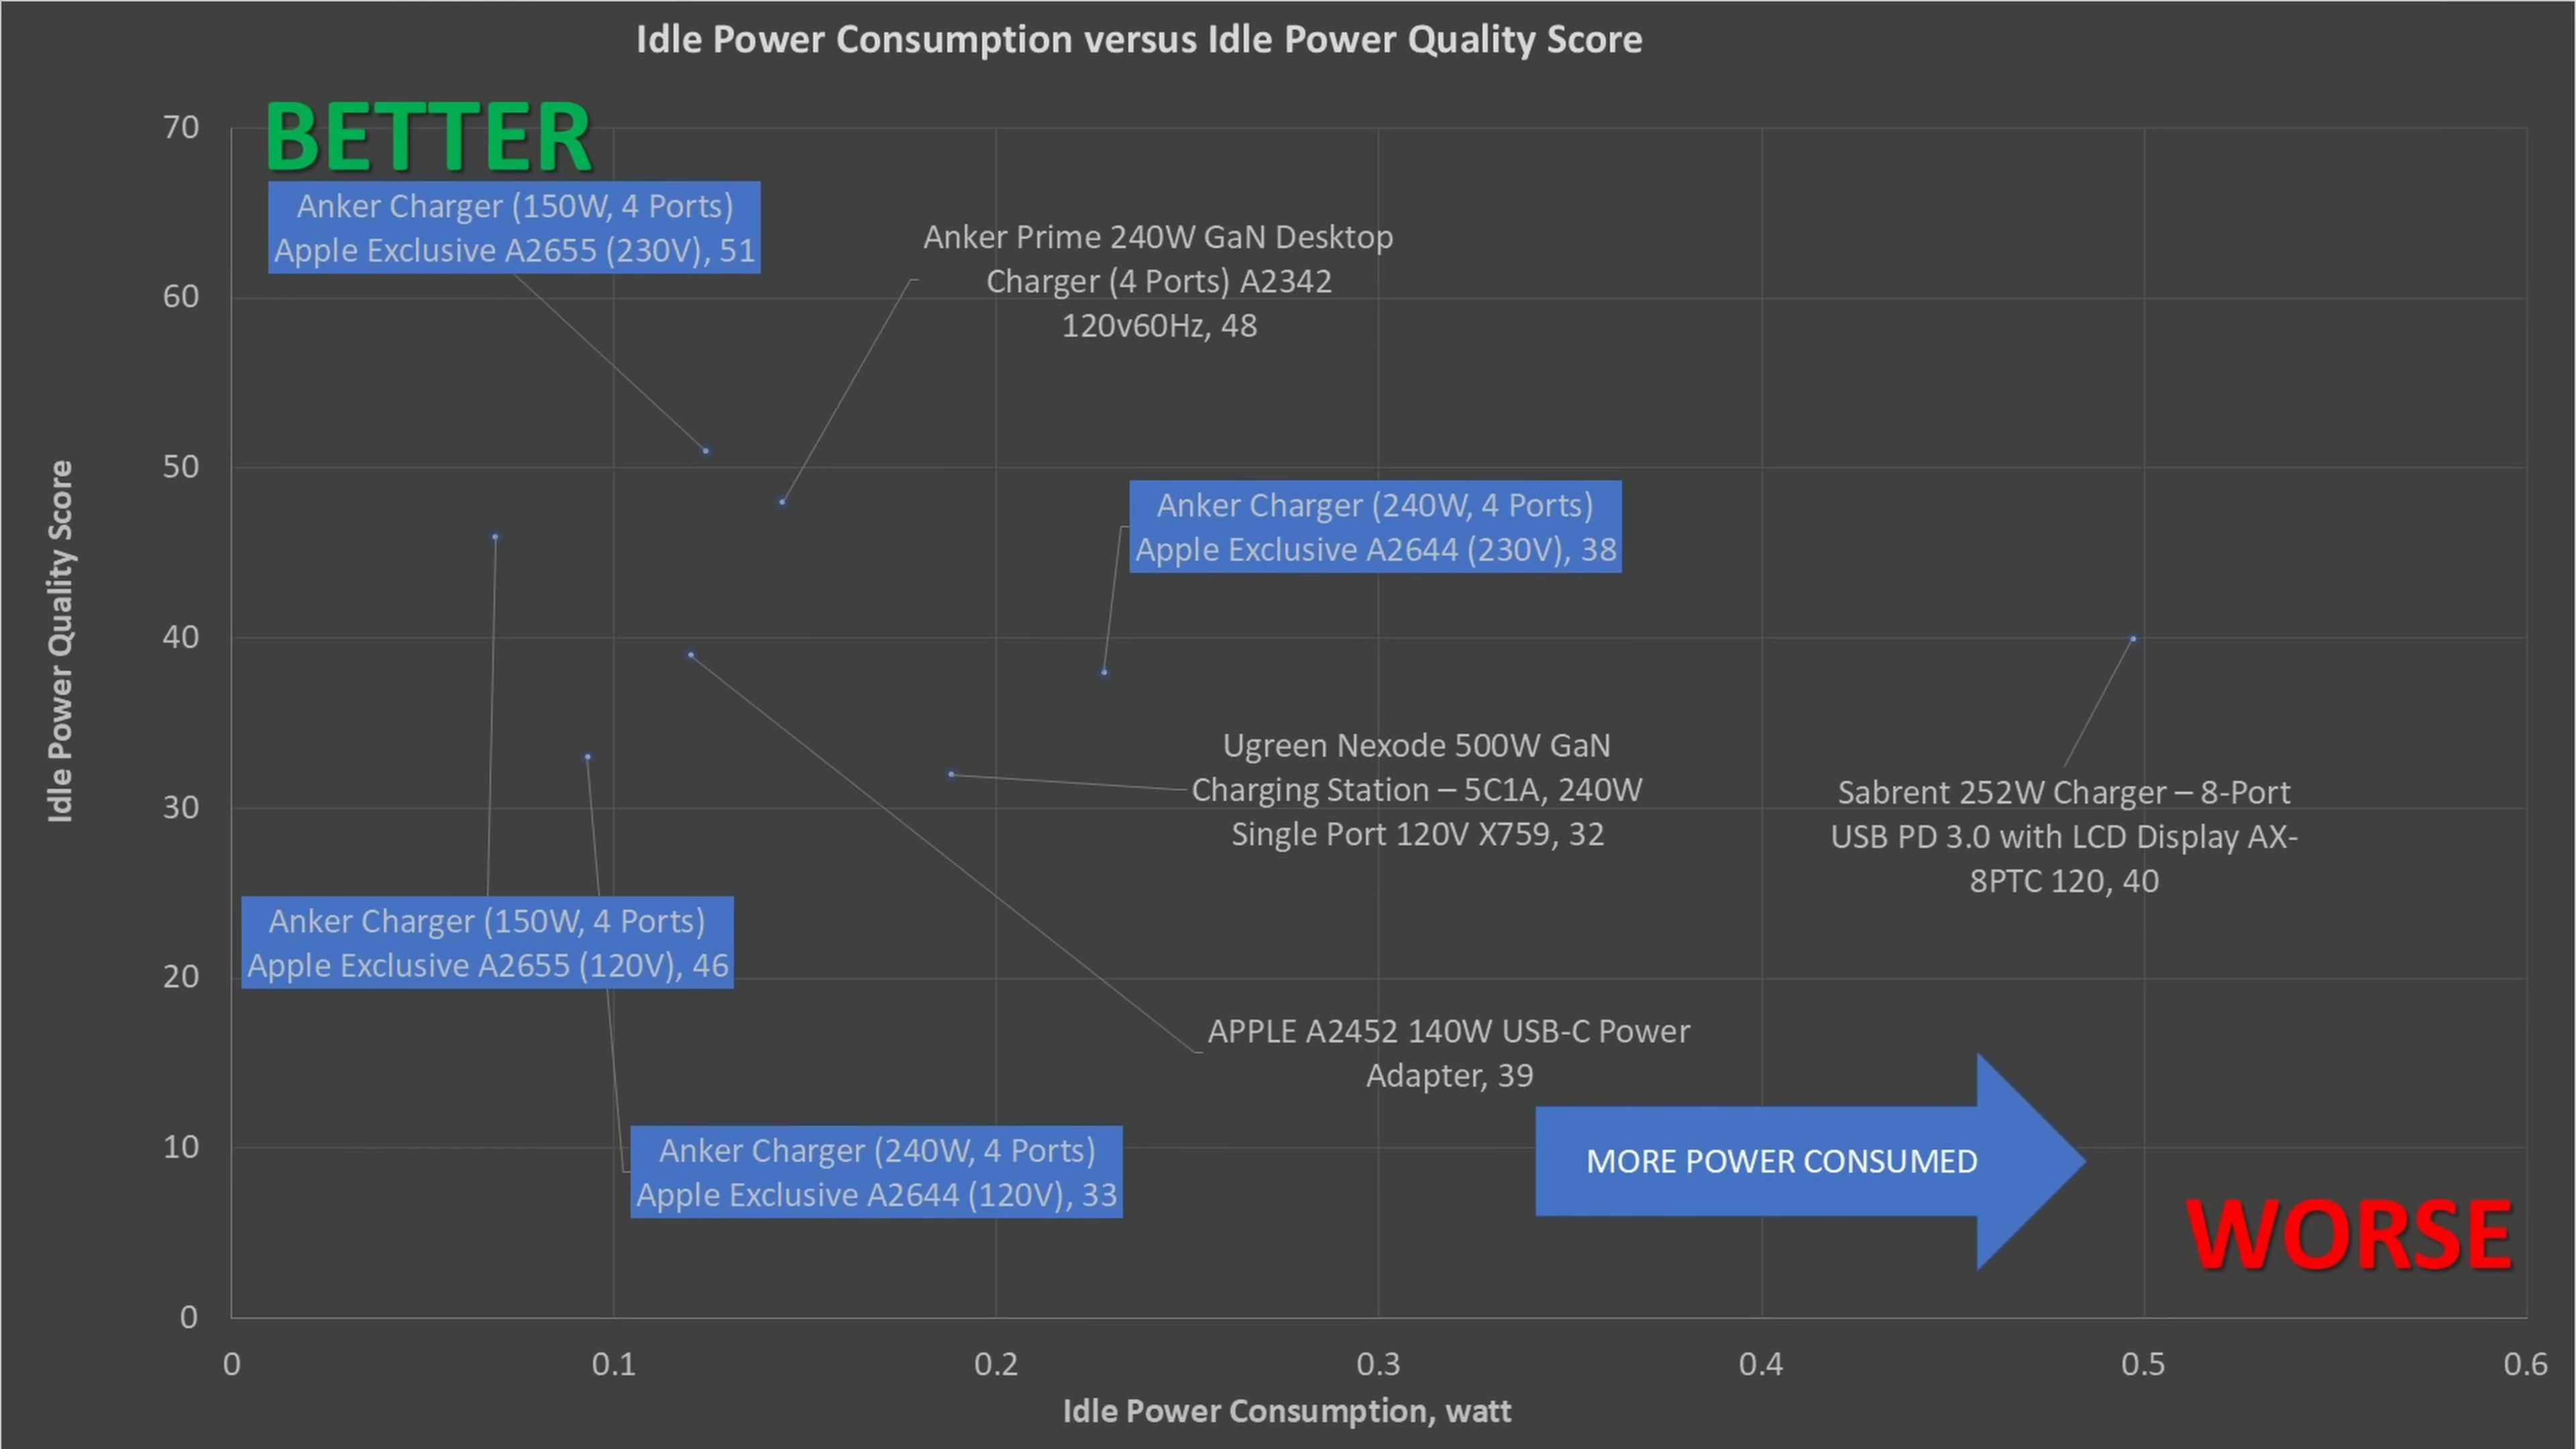 Idle Power Consumption versus Idle Power Quality Score
BETTER
70
60
50
40
30
20
10
0
Idle Power Quality Score
Anker Charger (150W, 4 Ports)
Apple Exclusive A2655 (230V), 51
Anker Prime 240W GaN Desktop
Charger (4 Ports) A2342
120v60Hz, 48
Anker Charger (240W, 4 Ports)
Apple Exclusive A2644 (230V), 38
Ugreen Nexode 500W GaN
Charging Station – 5C1A, 240W
Single Port 120V X759, 32
Sabrent 252W Charger – 8-Port
USB PD 3.0 with LCD Display AX-
8PTC 120, 40
Anker Charger (150W, 4 Ports)
Apple Exclusive A2655 (120V), 46
APPLE A2452 140W USB-C Power
Adapter, 39
Anker Charger (240W, 4 Ports)
Apple Exclusive A2644 (120V), 33
MORE POWER CONSUMED
WORSE
0 0.1 0.2 0.3 0.4 0.5 0.6
Idle Power Consumption, watt